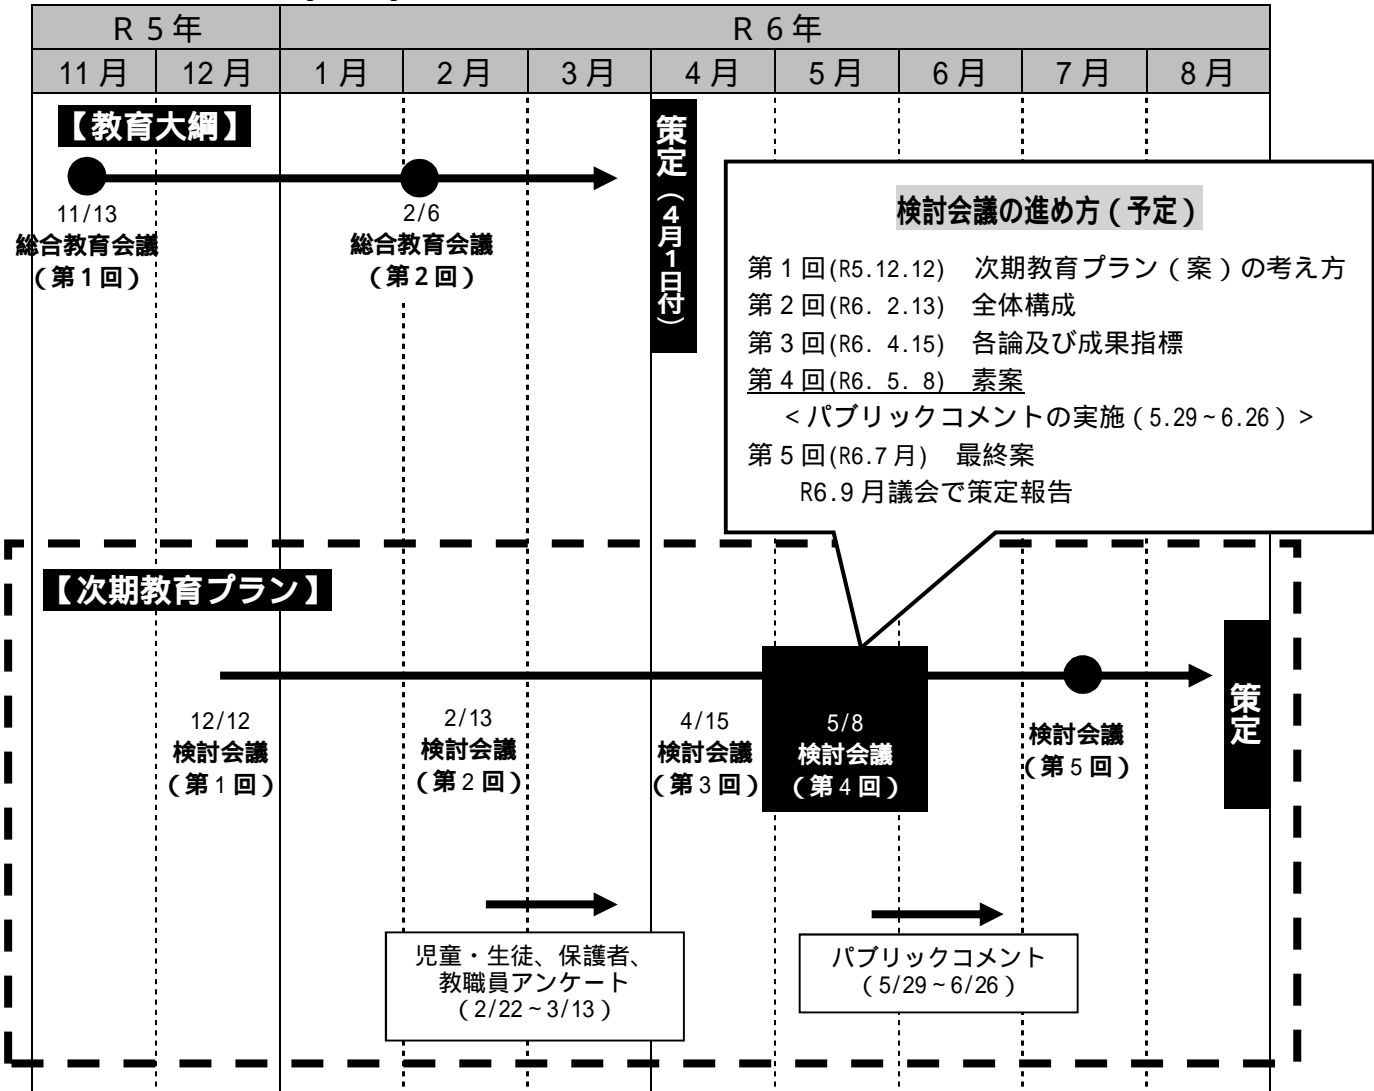 R5年
R6年
11月 12月 1月 2月 3月 4月 5月 6月 7月 8月
【教育大綱】
11/13
総合教育会議
(第1回)
2/6
総合教育会議
(第2回)
策定(4月1日付)
検討会議の進め方(予定)
第1回(R5.12.12) 次期教育プラン(案)の考え方
第2回(R6. 2.13) 全体構成
第3回(R6. 4.15) 各論及び成果指標
第4回(R6. 5. 8) 素案
<パブリックコメントの実施(5.29~6.26)>
第5回(R6.7月) 最終案
R6.9月議会で策定報告
【次期教育プラン】
12/12
検討会議
(第1回)
2/13
検討会議
(第2回)
4/15
検討会議
(第3回)
5/8
検討会議
(第4回)
検討会議
(第5回)
策定
児童・生徒、保護者、
教職員アンケート
(2/22~3/13)
パブリックコメント
(5/29~6/26)